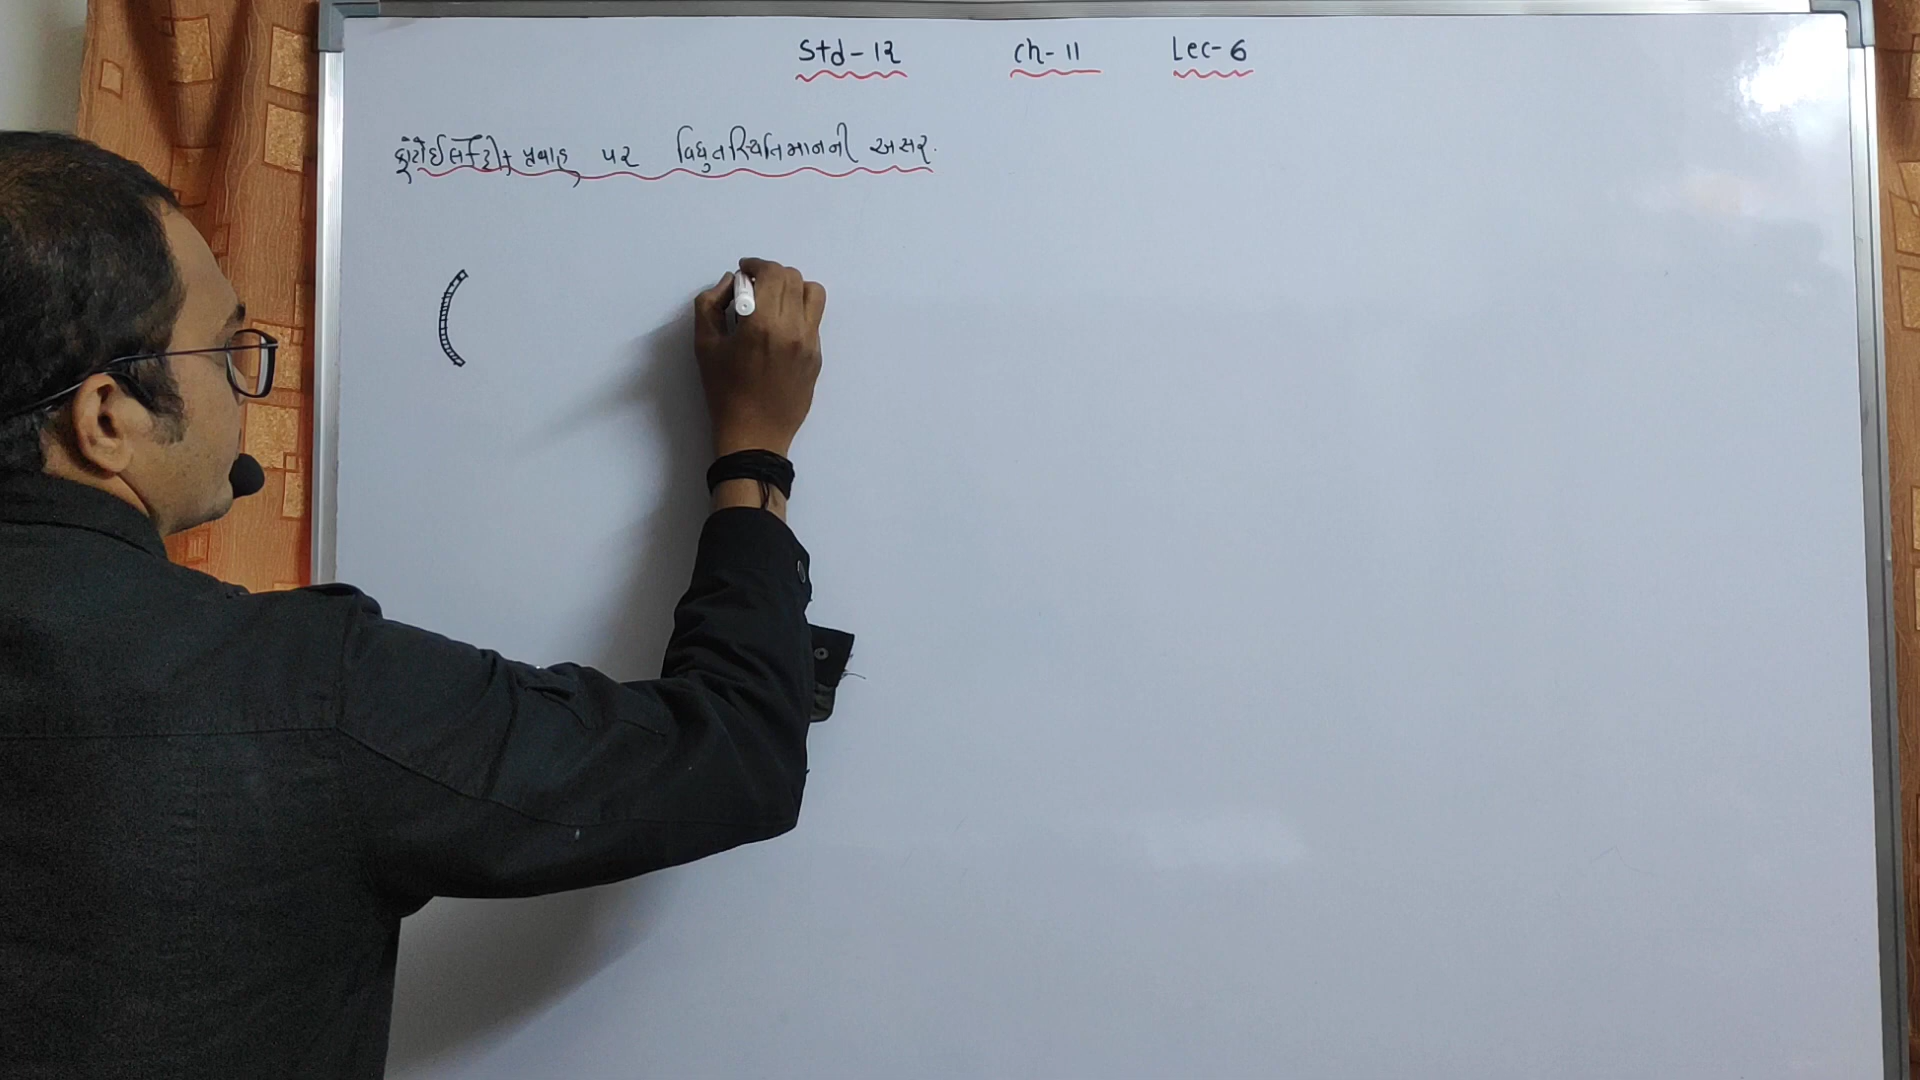 Std-12 ch-11 Lec-6
ફોટોઈલેક્ટ્રીક પ્રવાહ પર વિધુતસ્થિતિમાનની અસર.